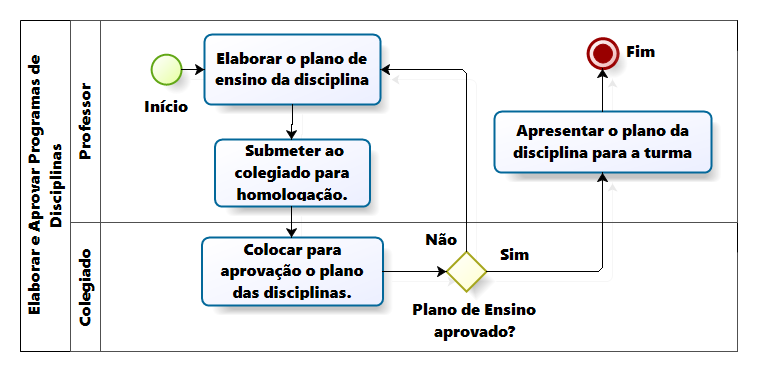 Elaborar e Aprovar Programas de
Disciplinas
Professor
Início
Elaborar o plano de
ensino da disciplina
Submeter ao
colegiado para
homologação.
Fim
Apresentar o plano da
disciplina para a turma
Colegiado
Colocar para
aprovação o plano
das disciplinas.
Não
Sim
Plano de Ensino
aprovado?